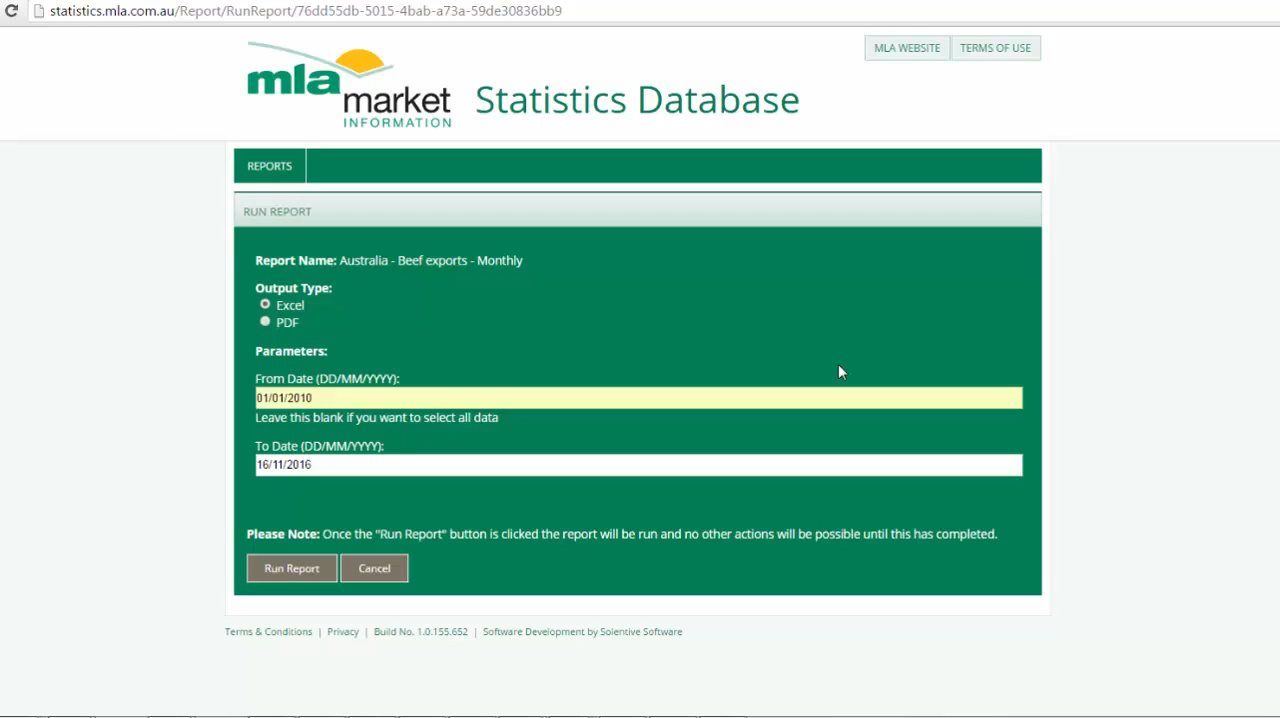 statistics.mla.com.au/Report/RunReport/76dd55db-5015-4bab-a73a-59de30836bb9
MLA WEBSITE
TERMS OF USE
mla
market
INFORMATION
Statistics Database
REPORTS
RUN REPORT
Report Name: Australia - Beef exports - Monthly
Output Type:
Excel
PDF
Parameters:
From Date (DD/MM/YYYY):
01/01/2010
Leave this blank if you want to select all data
To Date (DD/MM/YYYY):
16/11/2016
Please Note: Once the "Run Report" button is clicked the report will be run and no other actions will be possible until this has completed.
Run Report
Cancel
Terms & Conditions | Privacy | Build No. 1.0.155.652 | Software Development by Solentive Software